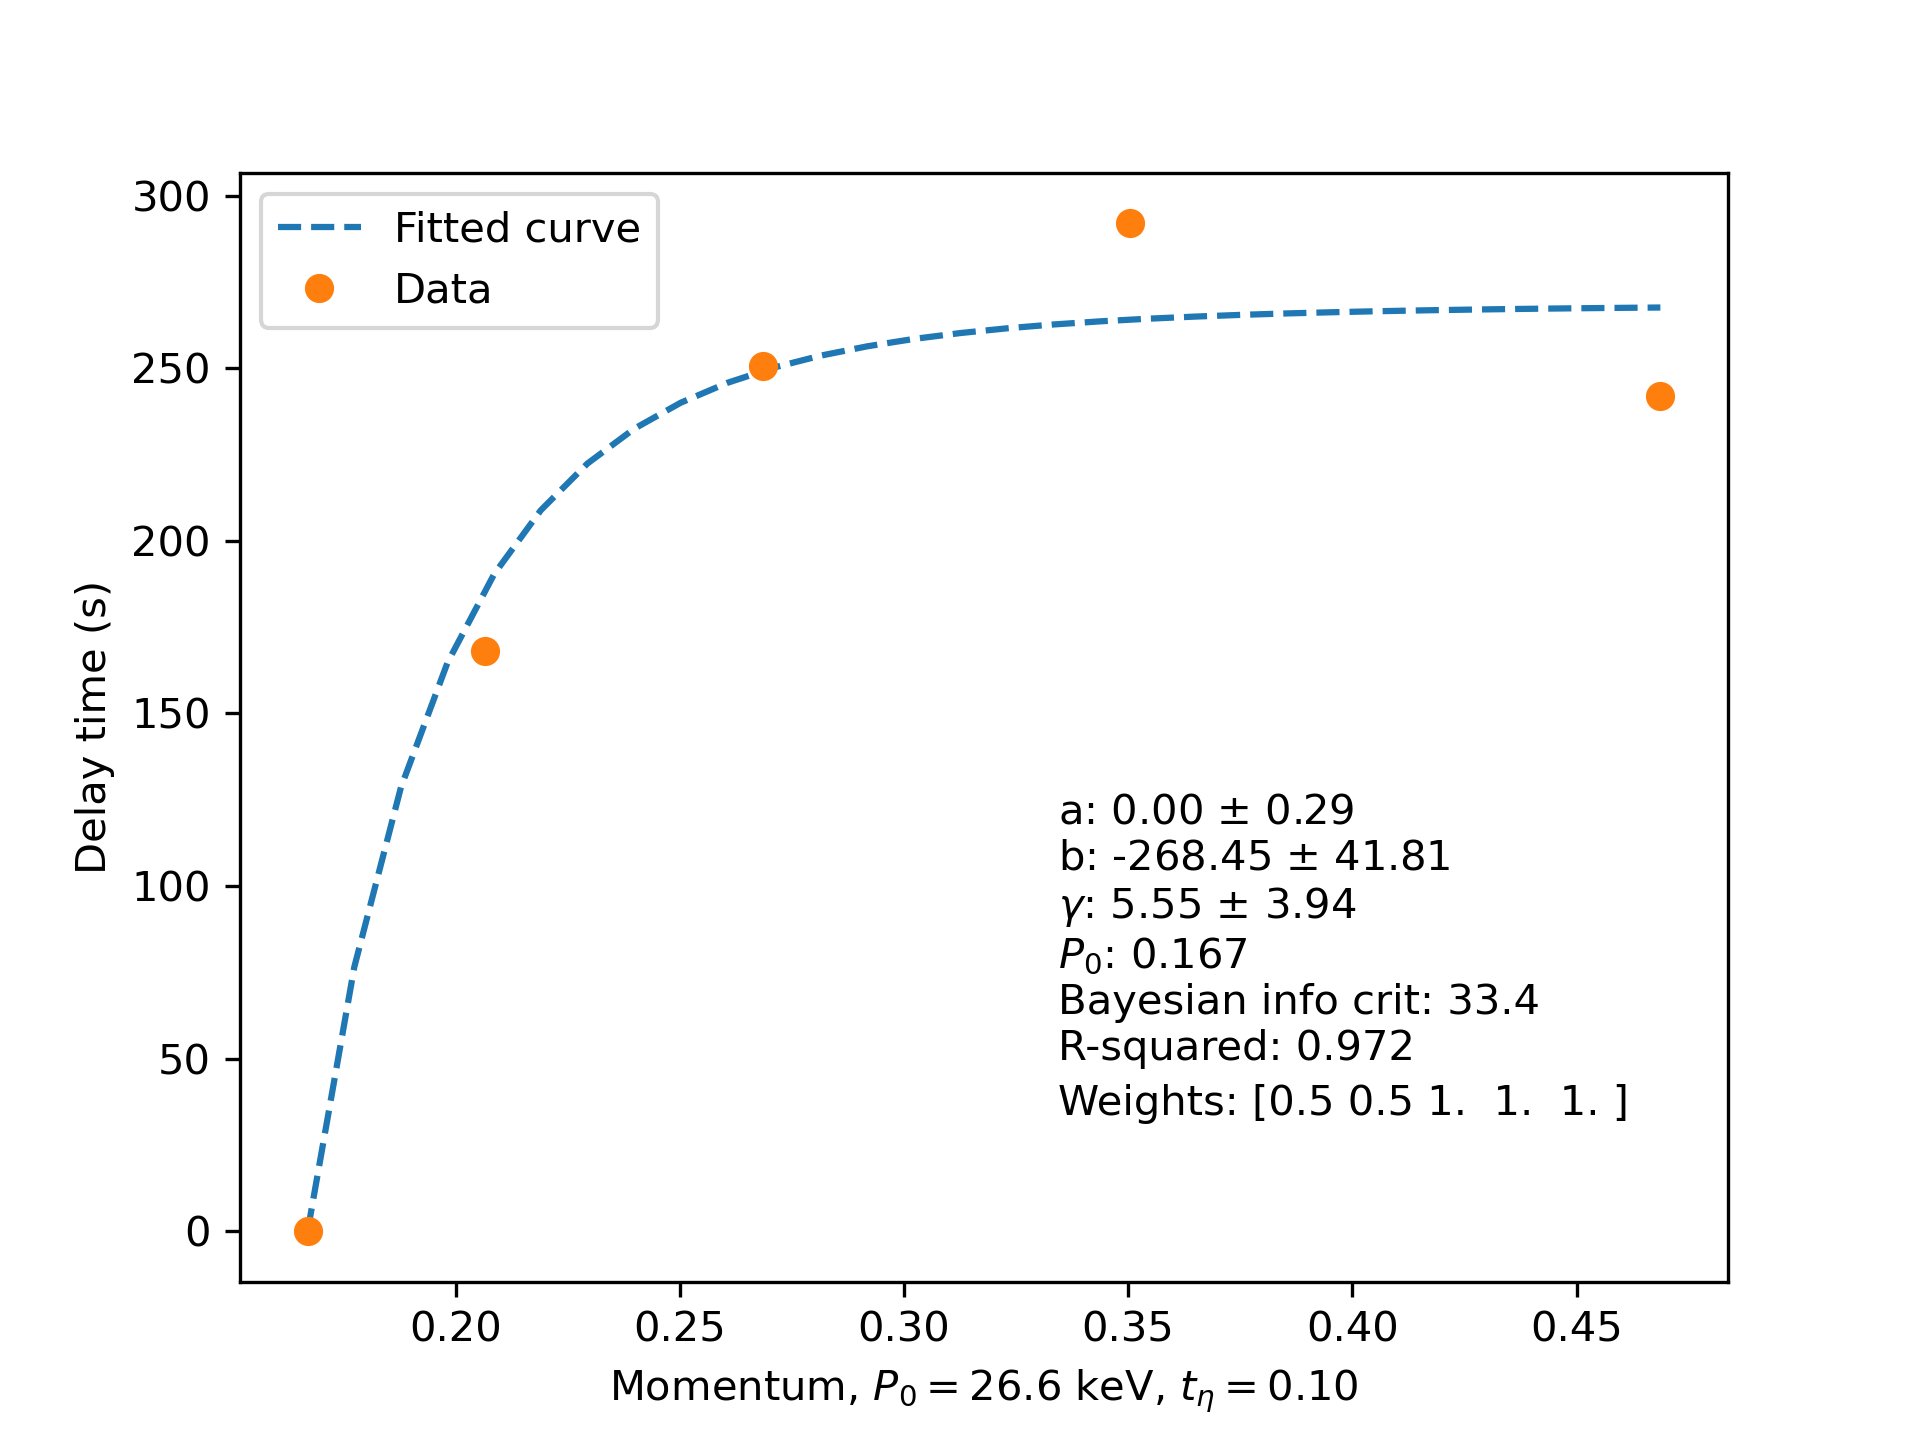 300
250
200
150
100
50
0
Delay time (s)
Fitted curve
Data
a: 0.00 ± 0.29
b: -268.45 ± 41.81
γ: 5.55 ± 3.94
P₀: 0.167
Bayesian info crit: 33.4
R-squared: 0.972
Weights: [0.5 0.5 1.  1.  1. ]
0.20 0.25 0.30 0.35 0.40 0.45
Momentum, P₀ = 26.6 keV, tη = 0.10